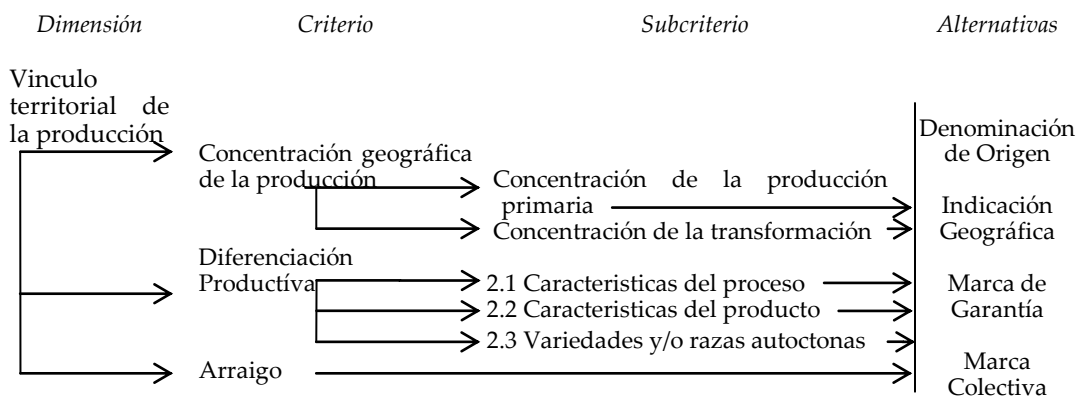 Dimensión Criterio Subcriterio Alternativas
Vinculo
territorial de
la producción
Concentración geográfica
de la producción
Concentración de la producción
primaria
Concentración de la transformación
Diferenciación
Productíva
2.1 Caracteristicas del proceso
2.2 Caracteristicas del producto
2.3 Variedades y/o razas autoctonas
Arraigo
Denominación
de Origen
Indicación
Geográfica
Marca de
Garantía
Marca
Colectiva